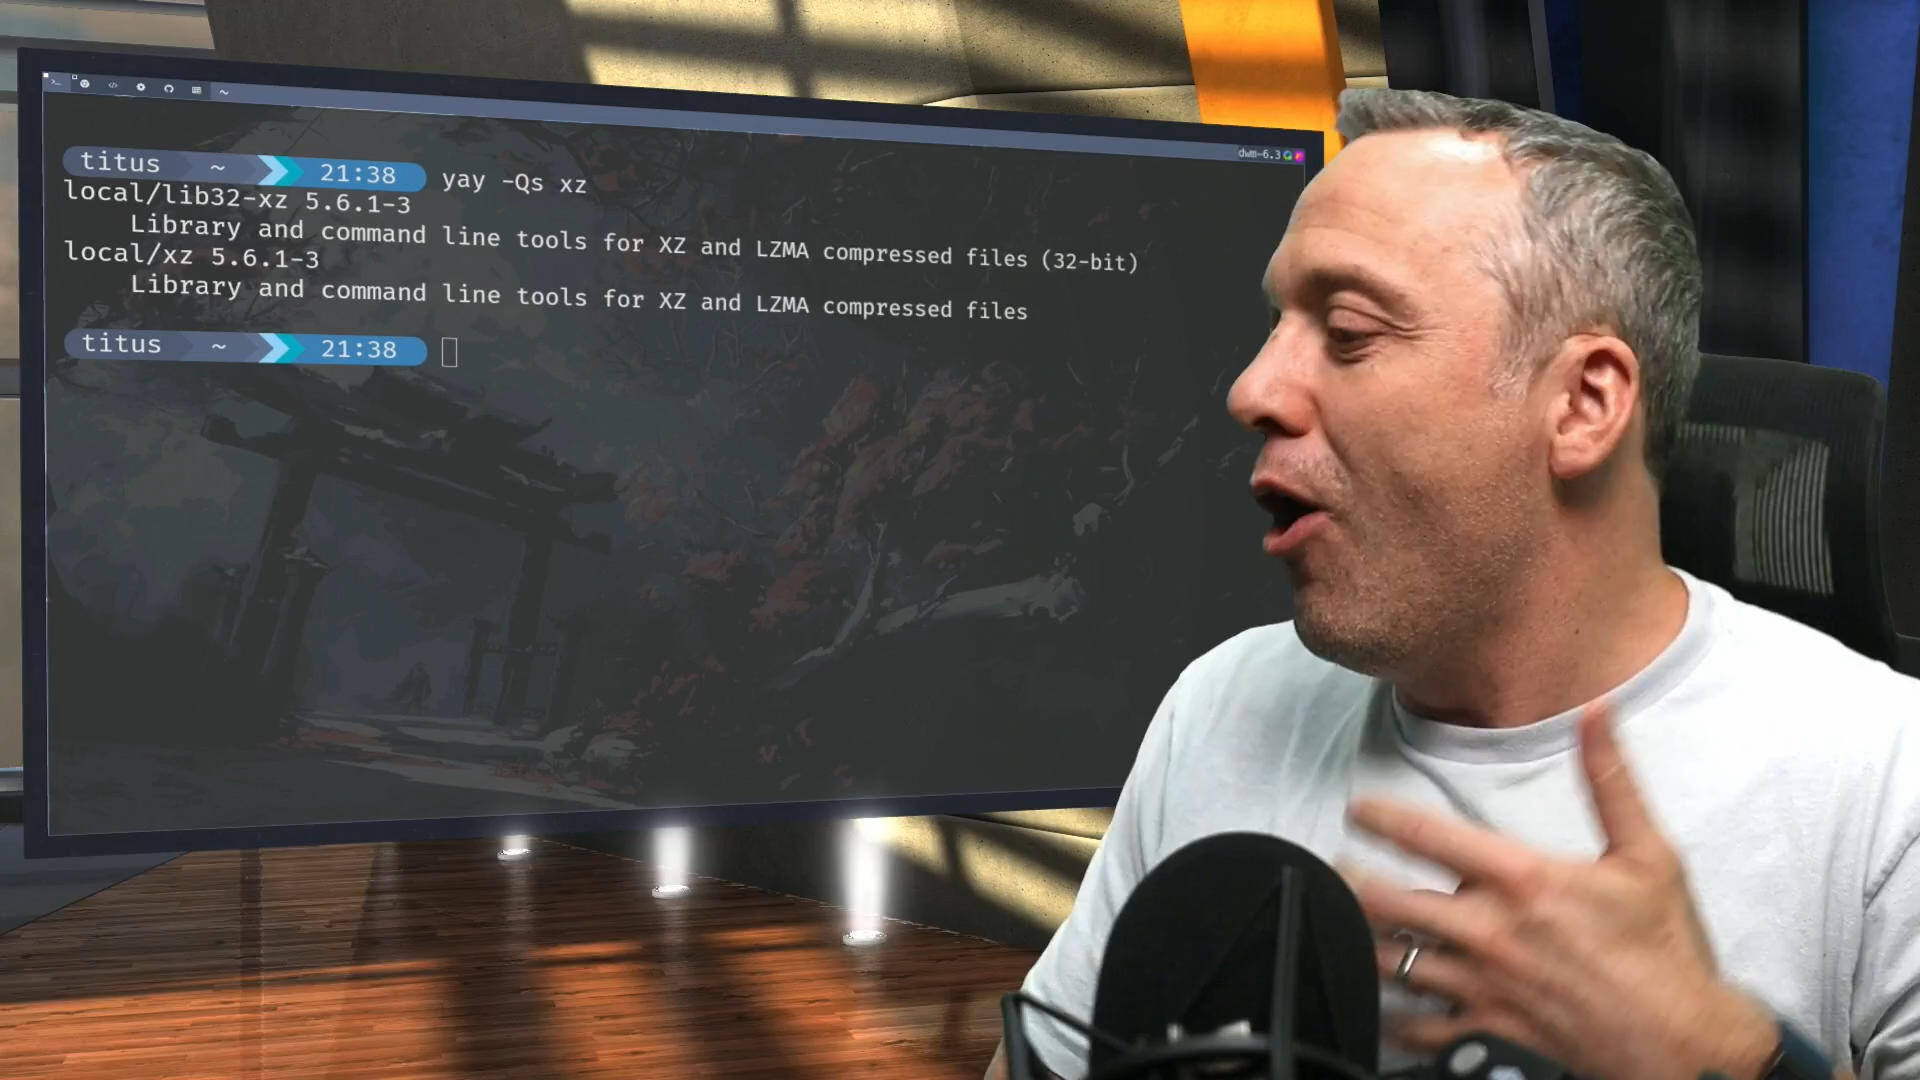 ~
dwm-6.3
titus ~ 21:38 yay -Qs xz
local/lib32-xz 5.6.1-3
Library and command line tools for XZ and LZMA compressed files (32-bit)
local/xz 5.6.1-3
Library and command line tools for XZ and LZMA compressed files
titus ~ 21:38